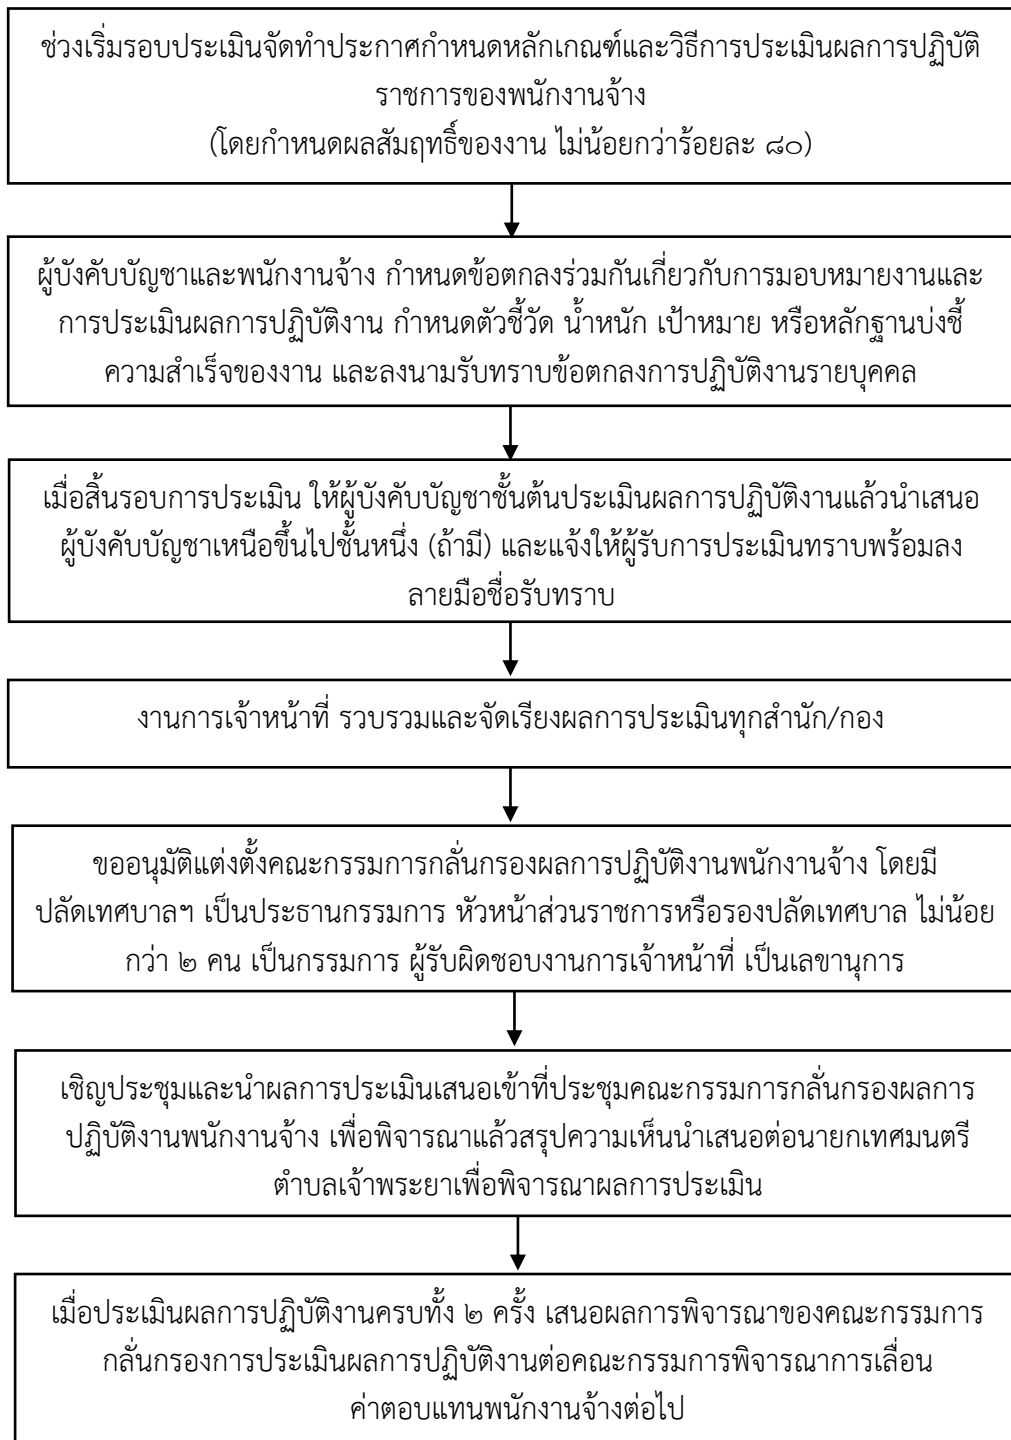 ช่วงเริ่มรอบประเมินจัดทำประกาศกำหนดหลักเกณฑ์และวิธีการประเมินผลการปฏิบัติ
ราชการของพนักงานจ้าง
(โดยกำหนดผลสัมฤทธิ์ของงาน ไม่น้อยกว่าร้อยละ ๘๐)
ผู้บังคับบัญชาและพนักงานจ้าง กำหนดข้อตกลงร่วมกันเกี่ยวกับการมอบหมายงานและ
การประเมินผลการปฏิบัติงาน กำหนดตัวชี้วัด น้ำหนัก เป้าหมาย หรือหลักฐานบ่งชี้
ความสำเร็จของงาน และลงนามรับทราบข้อตกลงการปฏิบัติงานรายบุคคล
เมื่อสิ้นรอบการประเมิน ให้ผู้บังคับบัญชาชั้นต้นประเมินผลการปฏิบัติงานแล้วนำเสนอ
ผู้บังคับบัญชาเหนือขึ้นไปชั้นหนึ่ง (ถ้ามี) และแจ้งให้ผู้รับการประเมินทราบพร้อมลง
ลายมือชื่อรับทราบ
งานการเจ้าหน้าที่ รวบรวมและจัดเรียงผลการประเมินทุกสำนัก/กอง
ขออนุมัติแต่งตั้งคณะกรรมการกลั่นกรองผลการปฏิบัติงานพนักงานจ้าง โดยมี
ปลัดเทศบาลฯ เป็นประธานกรรมการ หัวหน้าส่วนราชการหรือรองปลัดเทศบาล ไม่น้อย
กว่า ๒ คน เป็นกรรมการ ผู้รับผิดชอบงานการเจ้าหน้าที่ เป็นเลขานุการ
เชิญประชุมและนำผลการประเมินเสนอเข้าที่ประชุมคณะกรรมการกลั่นกรองผลการ
ปฏิบัติงานพนักงานจ้าง เพื่อพิจารณาแล้วสรุปความเห็นนำเสนอต่อนายกเทศมนตรี
ตำบลเจ้าพระยาเพื่อพิจารณาผลการประเมิน
เมื่อประเมินผลการปฏิบัติงานครบทั้ง ๒ ครั้ง เสนอผลการพิจารณาของคณะกรรมการ
กลั่นกรองการประเมินผลการปฏิบัติงานต่อคณะกรรมการพิจารณาการเลื่อน
ค่าตอบแทนพนักงานจ้างต่อไป